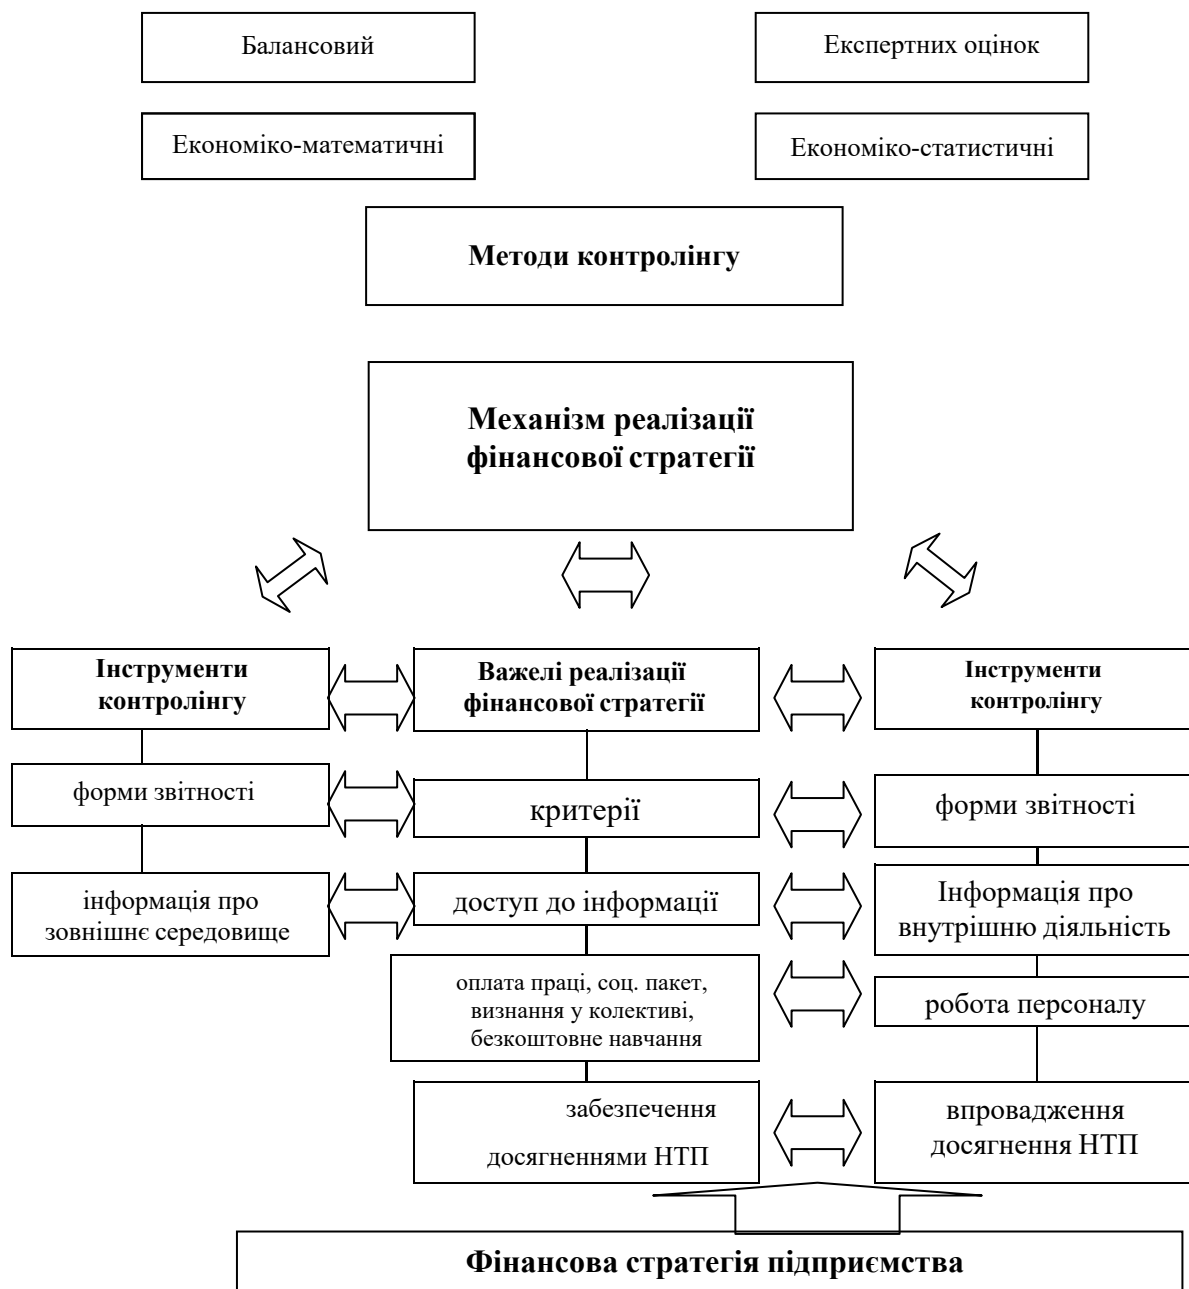 Балансовий
Експертних оцінок
Економіко-математичні
Економіко-статистичні
Методи контролінгу
Механізм реалізації
фінансової стратегії
Інструменти
контролінгу
Важелі реалізації
фінансової стратегії
Інструменти
контролінгу
форми звітності
критерії
форми звітності
інформація про
зовнішнє середовище
доступ до інформації
Інформація про
внутрішню діяльність
оплата праці, соц. пакет,
визнання у колективі,
безкоштовне навчання
робота персоналу
забезпечення
досягненнями НТП
впровадження
досягнення НТП
Фінансова стратегія підприємства